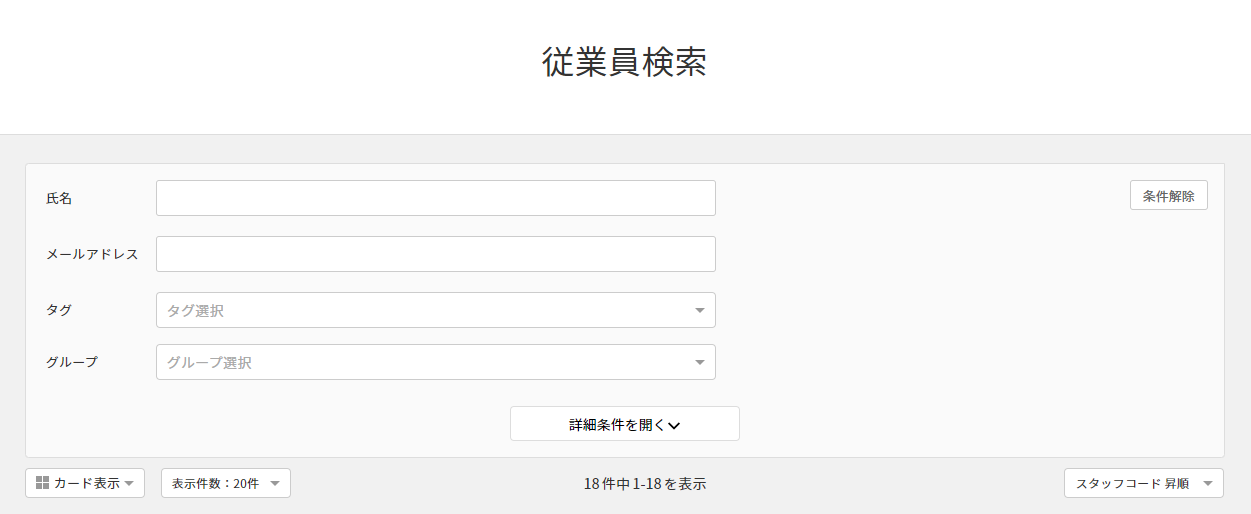 従業員検索
氏名
条件解除
メールアドレス
タグ
タグ選択
グループ
グループ選択
詳細条件を開く
カード表示
表示件数：20件
18 件中 1-18 を表示
スタッフコード 昇順